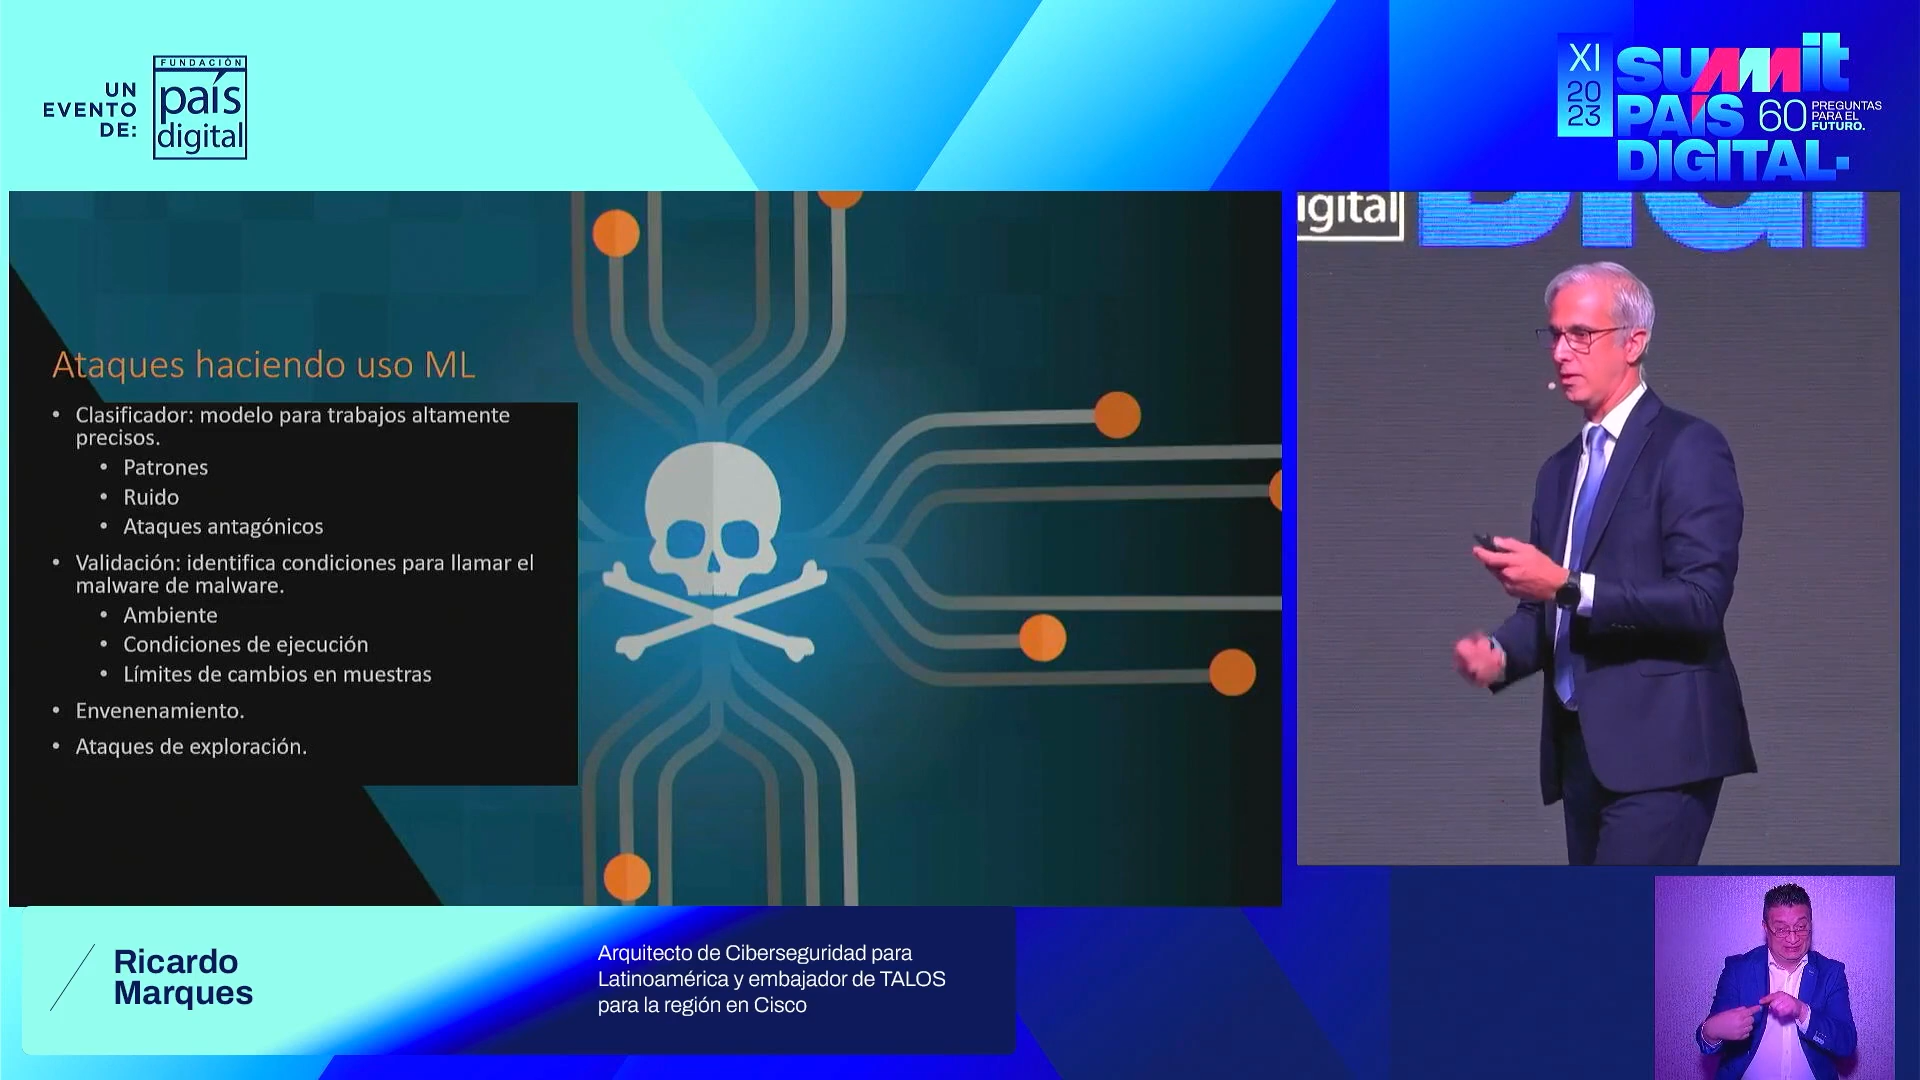 UN
EVENTO
DE:
FUNDACIÓN
país
digital
XI
2023
SUMMIT
PAÍS
DIGITAL
60
PREGUNTAS
PARA EL
FUTURO.
igital
Digi
Ataques haciendo uso ML
• Clasificador: modelo para trabajos altamente
precisos.
• Patrones
• Ruido
• Ataques antagónicos
• Validación: identifica condiciones para llamar el
malware de malware.
• Ambiente
• Condiciones de ejecución
• Límites de cambios en muestras
• Envenenamiento.
• Ataques de exploración.
Ricardo
Marques
Arquitecto de Ciberseguridad para
Latinoamérica y embajador de TALOS
para la región en Cisco